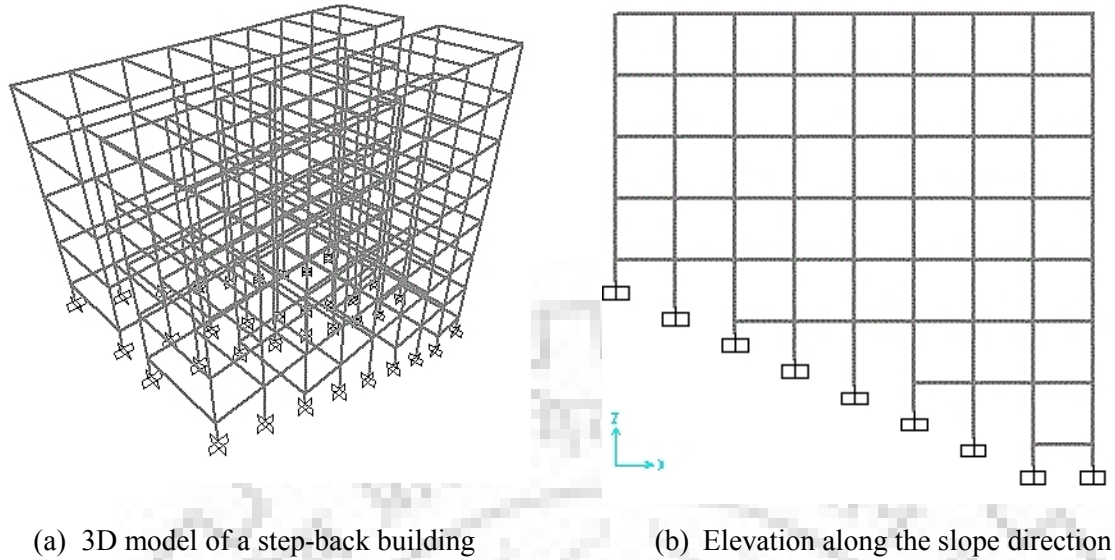 Z
(a) 3D model of a step-back building
(b) Elevation along the slope direction